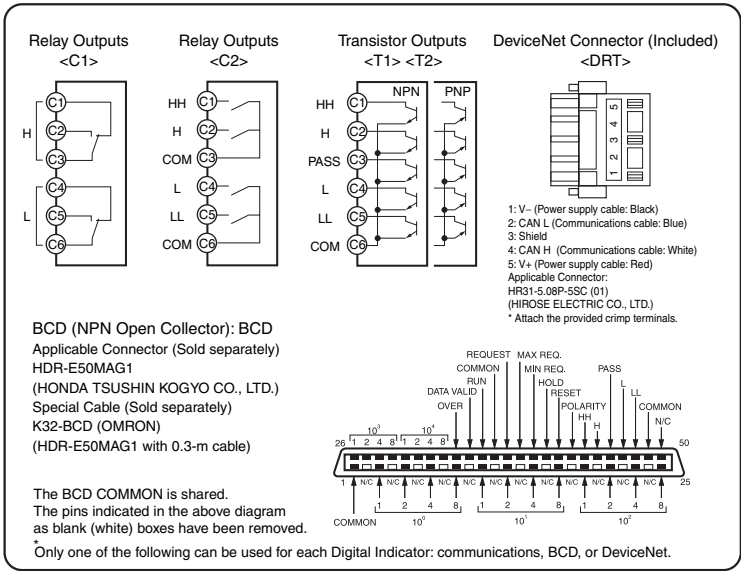 Relay Outputs
<C1>
Relay Outputs
<C2>
Transistor Outputs
<T1> <T2>
DeviceNet Connector (Included)
<DRT>
H
L
C1
C2
C3
C4
C5
C6
HH C1
H C2
COM C3
L C4
LL C5
COM C6
NPN PNP
HH C1
H C2
PASS C3
L C4
LL C5
COM C6
5
4
3
2
1
1: V– (Power supply cable: Black)
2: CAN L (Communications cable: Blue)
3: Shield
4: CAN H (Communications cable: White)
5: V+ (Power supply cable: Red)
Applicable Connector:
HR31-5.08P-5SC (01)
(HIROSE ELECTRIC CO., LTD.)
* Attach the provided crimp terminals.
BCD (NPN Open Collector): BCD
Applicable Connector (Sold separately)
HDR-E50MAG1
(HONDA TSUSHIN KOGYO CO., LTD.)
Special Cable (Sold separately)
K32-BCD (OMRON)
(HDR-E50MAG1 with 0.3-m cable)
The BCD COMMON is shared.
The pins indicated in the above diagram
as blank (white) boxes have been removed.
REQUEST MAX REQ.
COMMON MIN REQ. PASS
RUN HOLD L
DATA VALID RESET LL
OVER POLARITY COMMON
HH N/C
H
10³ 10⁴
26 1 2 4 8 1 2 4 8 50
1 N/C N/C N/C N/C N/C N/C N/C N/C N/C N/C N/C N/C 25
COMMON 1 2 4 8 1 2 4 8 1 2 4 8
10⁰ 10¹ 10²
*
Only one of the following can be used for each Digital Indicator: communications, BCD, or DeviceNet.